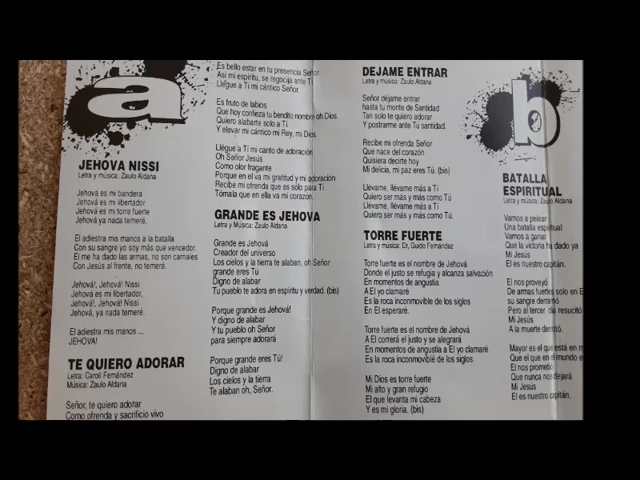 a
JEHOVA NISSI
Letra y música: Zaulo Aldana
Jehová es mi bandera
Jehová es mi libertador
Jehová es mi torre fuerte
Jehová ya nada temeré.
El adiestra mis manos a la batalla
Con su sangre yo soy más que vencedor.
El me ha dado las armas, no son carnales
Con Jesús al frente, no temeré.
Jehová!, Jehová! Nissi
Jehova es mi libertador,
Jehová!, Jehová! Nissi
Jehová, ya nada temeré.
El adiestra mis manos ...
JEHOVA!
TE QUIERO ADORAR
Letra: Caroll Fernández
Música: Zaulo Aldana
Señor, te quiero adorar
Como ofrenda y sacrificio vivo
Es bello estar en tu presencia Señor
Así mi espíritu, se regocija ante Ti
Llégue a Ti mi cántico Señor.
Es fruto de labios
Que hoy confieza tu bendito nombre oh Dios.
Quiero alabarte solo a Ti
Y elevar mi cántico mi Rey, mi Dios.
Llégue'a Ti mi canto de adoración
Oh Señor Jesús
Como olor fragante
Porque en el va mi gratitud y mi adoración
Recibe mi ofrenda que es solo para Ti
Tómala que en ella va mi corazón.
GRANDE ES JEHOVA
Letra y Música: Zaulo Aldana
Grande es Jehová
Creador del universo
Los cielos y la tierra te alaban, oh Señor
grande eres Tú
Digno de alabar
Tu pueblo te adora en espíritu y verdad. (bis)
Porque grande es Jehová!
Y digno de alabar
Y tu pueblo oh Señor
para siempre adorará
Porque grande eres Tú!
Digno de alabar
Los cielos y la tierra
Te alaban oh, Señor.
DEJAME ENTRAR
Letra y música: Zaulo Aldana
Señor déjame entrar
hasta tu monte de Santidad
Tan solo te quiero adorar
Y postrarme ante Tu santidad.
Recibe mi ofrenda Señor
Que nace del corazón
Quisiera decirte hoy
Mi delicia, mi paz eres Tú. (bis)
Llévame, llévame más a Ti
Quiero ser más y más como Tú
Llévame, llévame más a Ti
Quiero ser más y más como Tú
TORRE FUERTE
Letra y música: Dr, Guido Fernández
Torre fuerte es el nombre de Jehová
Donde el justo se refugia y alcanza salvación
En momentos de angustia
A El yo clamaré
Es la roca inconmovible de los siglos
En El esperaré.
Torre fuerte es el nombre de Jehová
A El correrá el justo y se alegrará
En momentos de angustia a El yo clamaré
Es la roca inconmovible de los siglos
Mi Dios es torre fuerte
Mi alto y gran refugio
El que levanta mi cabeza
Y es mi gloria. (bis)
b
BATALLA
ESPIRITUAL
Letra y música: Zaulo Aldana
Vamos a pelear
Una batalla espiritual
Vamos a ganar
Que la victoria ha dado ya
Mi Jesús
El es nuestro capitán.
El nos proveyó
De armas fuertes solo en E
su sangre derramó
Pero al tercer día resucitó
Mi Jesús
A la muerte derrotó.
Mayor es el que está en m
Que el que en el mundo e
El nos prometió
Que nunca nos dejará
Mi Jesús
El es nuestro capitán.